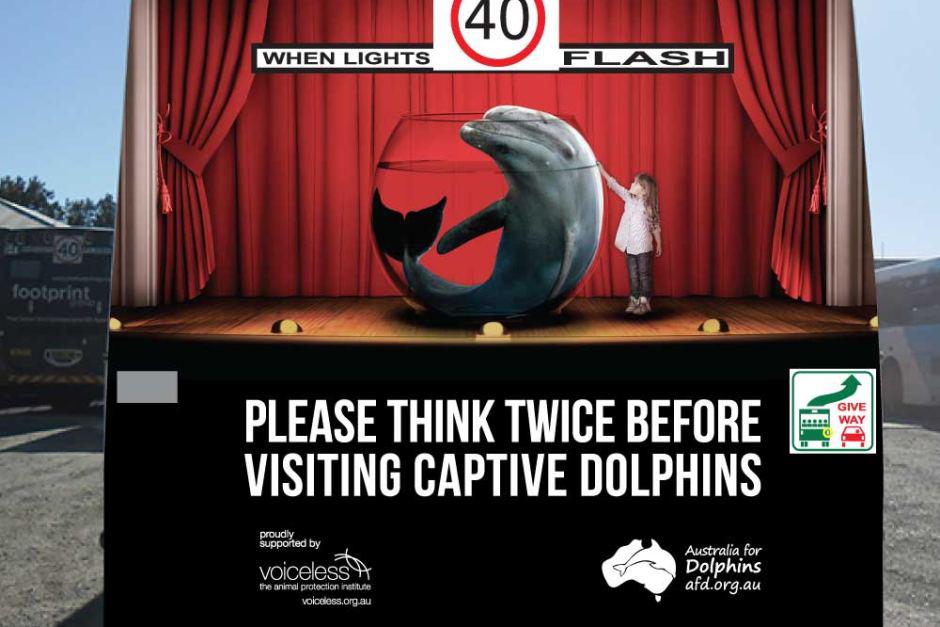 40
WHEN LIGHTS FLASH
40
footprint
GIVE
WAY
PLEASE THINK TWICE BEFORE
VISITING CAPTIVE DOLPHINS
proudly
supported by
voiceless
the animal protection institute
voiceless.org.au
Australia for
Dolphins
afd.org.au